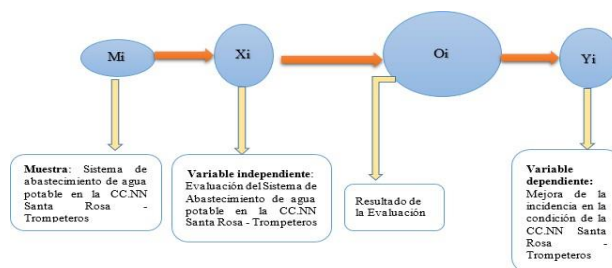 Mi
Xi
Oi
Yi
Muestra: Sistema de
abastecimiento de agua
potable en la CC.NN
Santa Rosa -
Trompeteros
Variable independiente:
Evaluación del Sistema de
Abastecimiento de agua
potable en la CC.NN
Santa Rosa - Trompeteros
Resultado de
la Evaluación
Variable
dependiente:
Mejora de la
incidencia en la
condición de la
CC.NN Santa
Rosa -
Trompeteros